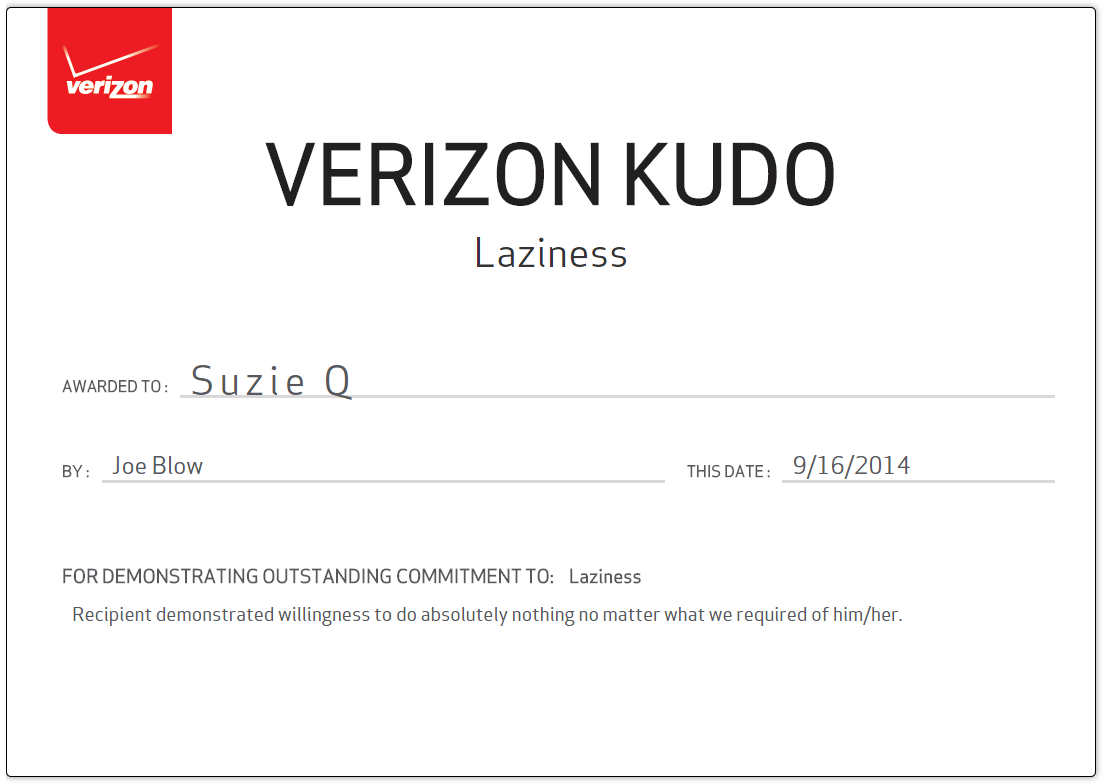 verizon
VERIZON KUDO
Laziness
AWARDED TO: Suzie Q
BY: Joe Blow THIS DATE: 9/16/2014
FOR DEMONSTRATING OUTSTANDING COMMITMENT TO: Laziness
Recipient demonstrated willingness to do absolutely nothing no matter what we required of him/her.